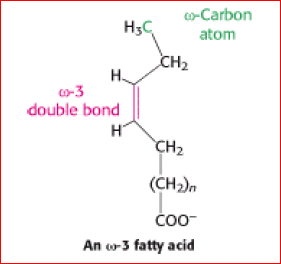 ω-Carbon
atom
H₃C
CH₂
H
ω-3
double bond
H
CH₂
(CH₂)n
COO⁻
An ω-3 fatty acid